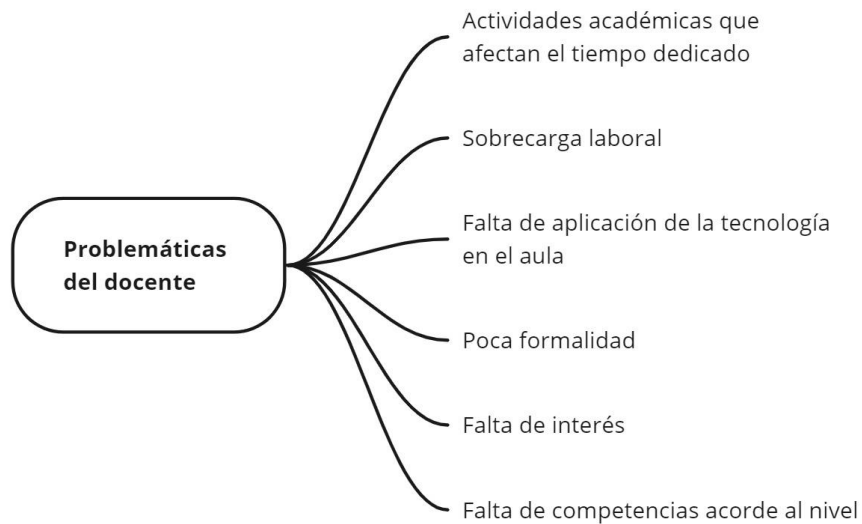 Problemáticas
del docente
Actividades académicas que
afectan el tiempo dedicado
Sobrecarga laboral
Falta de aplicación de la tecnología
en el aula
Poca formalidad
Falta de interés
Falta de competencias acorde al nivel